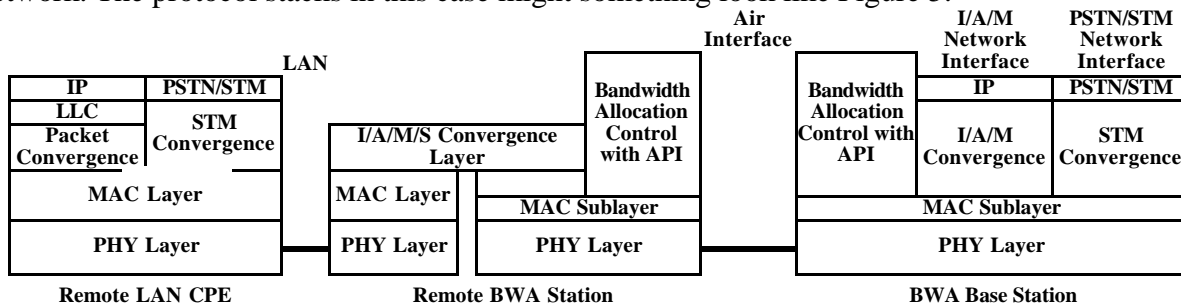 twork. The protocol stacks in this case might something look like Figure 3.
Air
Interface
I/A/M
Network
Interface
PSTN/STM
Network
Interface
LAN
IP
PSTN/STM
LLC
Packet
Convergence
STM
Convergence
MAC Layer
PHY Layer
I/A/M/S Convergence
Layer
MAC Layer
PHY Layer
Bandwidth
Allocation
Control
with API
MAC Sublayer
PHY Layer
Bandwidth
Allocation
Control with
API
IP
PSTN/STM
I/A/M
Convergence
STM
Convergence
MAC Sublayer
PHY Layer
Remote LAN CPE
Remote BWA Station
BWA Base Station